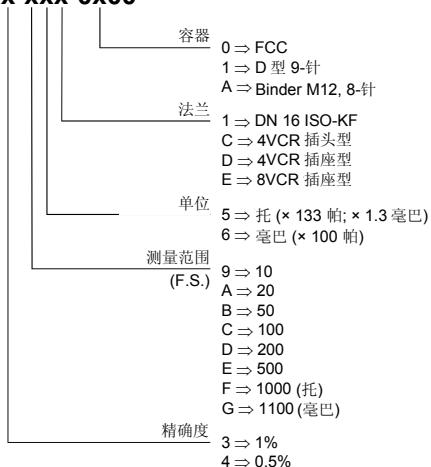 容器
0 ⇒ FCC
1 ⇒ D 型 9-针
A ⇒ Binder M12, 8-针
法兰
1 ⇒ DN 16 ISO-KF
C ⇒ 4VCR 插头型
D ⇒ 4VCR 插座型
E ⇒ 8VCR 插座型
单位
5 ⇒ 托 (× 133 帕; × 1.3 毫巴)
6 ⇒ 毫巴 (× 100 帕)
测量范围
(F.S.)
9 ⇒ 10
A ⇒ 20
B ⇒ 50
C ⇒ 100
D ⇒ 200
E ⇒ 500
F ⇒ 1000 (托)
G ⇒ 1100 (毫巴)
精确度
3 ⇒ 1%
4 ⇒ 0.5%